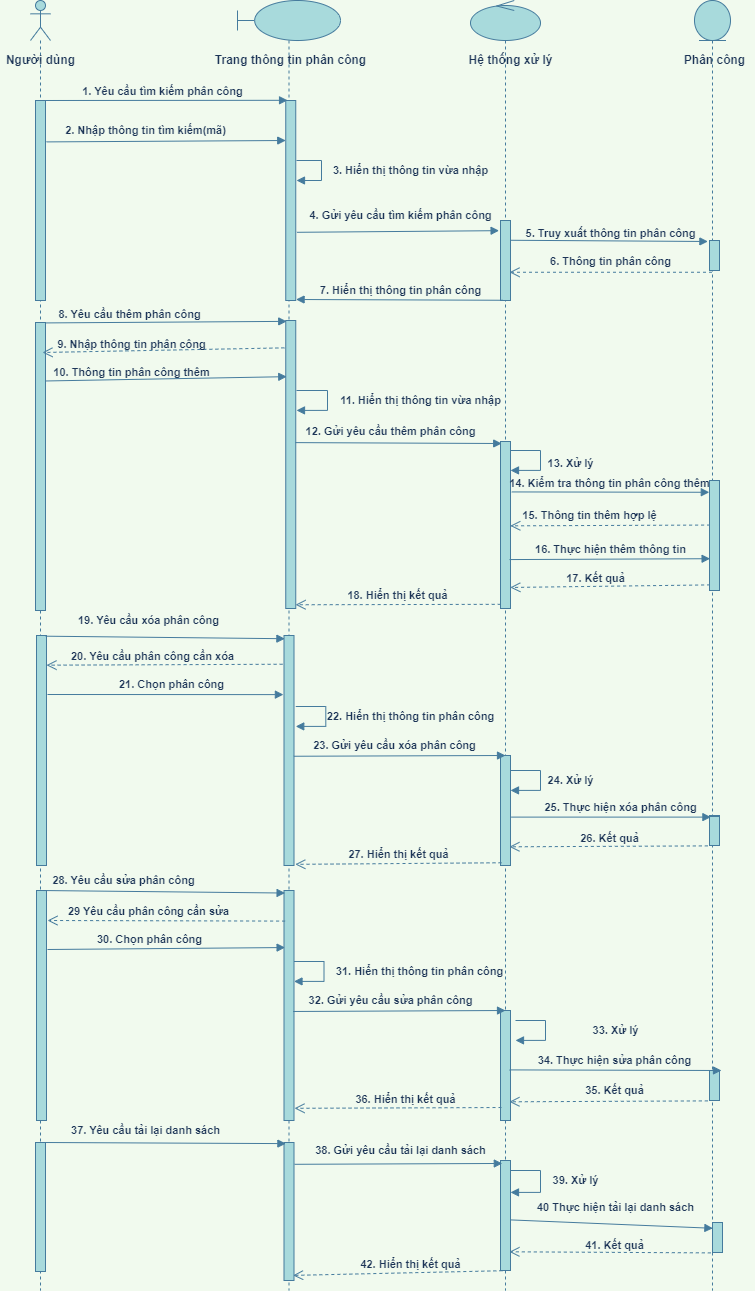 Người dùng
Trang thông tin phân công
Hệ thống xử lý
Phân công
1. Yêu cầu tìm kiếm phân công
2. Nhập thông tin tìm kiếm(mã)
3. Hiển thị thông tin vừa nhập
4. Gửi yêu cầu tìm kiếm phân công
5. Truy xuất thông tin phân công
6. Thông tin phân công
7. Hiển thị thông tin phân công
8. Yêu cầu thêm phân công
9. Nhập thông tin phân công
10. Thông tin phân công thêm
11. Hiển thị thông tin vừa nhập
12. Gửi yêu cầu thêm phân công
13. Xử lý
14. Kiểm tra thông tin phân công thêm
15. Thông tin thêm hợp lệ
16. Thực hiện thêm thông tin
17. Kết quả
18. Hiển thị kết quả
19. Yêu cầu xóa phân công
20. Yêu cầu phân công cần xóa
21. Chọn phân công
22. Hiển thị thông tin phân công
23. Gửi yêu cầu xóa phân công
24. Xử lý
25. Thực hiện xóa phân công
26. Kết quả
27. Hiển thị kết quả
28. Yêu cầu sửa phân công
29 Yêu cầu phân công cần sửa
30. Chọn phân công
31. Hiển thị thông tin phân công
32. Gửi yêu cầu sửa phân công
33. Xử lý
34. Thực hiện sửa phân công
35. Kết quả
36. Hiển thị kết quả
37. Yêu cầu tải lại danh sách
38. Gửi yêu cầu tải lại danh sách
39. Xử lý
40 Thực hiện tải lại danh sách
41. Kết quả
42. Hiển thị kết quả